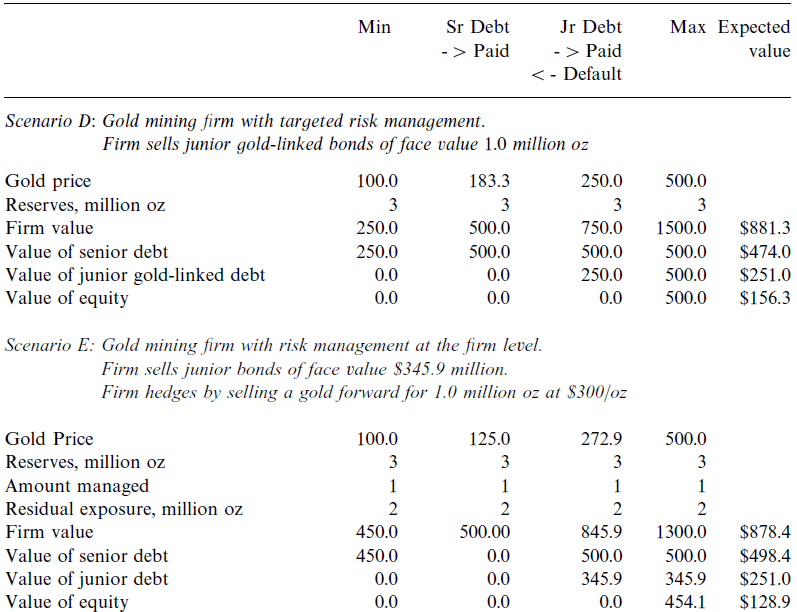 Min Sr Debt Jr Debt Max Expected
-> Paid -> Paid value
<- Default
Scenario D: Gold mining firm with targeted risk management.
Firm sells junior gold-linked bonds of face value 1.0 million oz
Gold price 100.0 183.3 250.0 500.0
Reserves, million oz 3 3 3 3
Firm value 250.0 500.0 750.0 1500.0 $881.3
Value of senior debt 250.0 500.0 500.0 500.0 $474.0
Value of junior gold-linked debt 0.0 0.0 250.0 500.0 $251.0
Value of equity 0.0 0.0 0.0 500.0 $156.3
Scenario E: Gold mining firm with risk management at the firm level.
Firm sells junior bonds of face value $345.9 million.
Firm hedges by selling a gold forward for 1.0 million oz at $300/oz
Gold Price 100.0 125.0 272.9 500.0
Reserves, million oz 3 3 3 3
Amount managed 1 1 1 1
Residual exposure, million oz 2 2 2 2
Firm value 450.0 500.00 845.9 1300.0 $878.4
Value of senior debt 450.0 0.0 500.0 500.0 $498.4
Value of junior debt 0.0 0.0 345.9 345.9 $251.0
Value of equity 0.0 0.0 0.0 454.1 $128.9